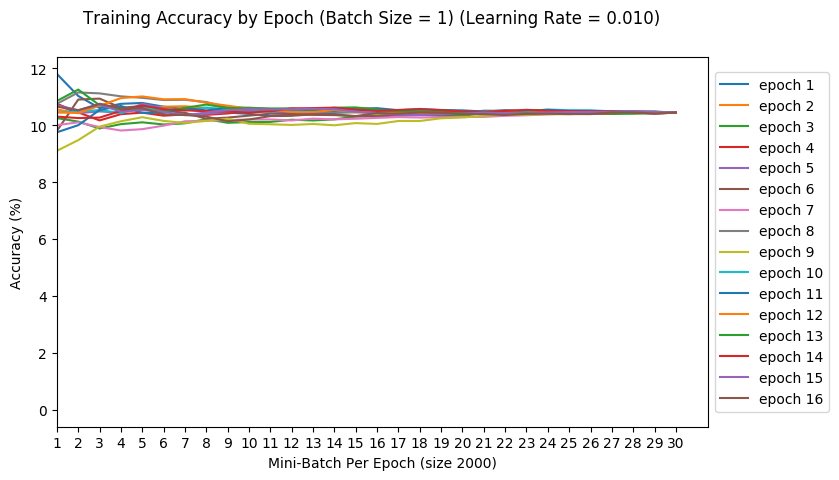 Training Accuracy by Epoch (Batch Size = 1) (Learning Rate = 0.010)
12
10
8
6
4
2
0
Accuracy (%)
1 2 3 4 5 6 7 8 9 10 11 12 13 14 15 16 17 18 19 20 21 22 23 24 25 26 27 28 29 30
Mini-Batch Per Epoch (size 2000)
epoch 1
epoch 2
epoch 3
epoch 4
epoch 5
epoch 6
epoch 7
epoch 8
epoch 9
epoch 10
epoch 11
epoch 12
epoch 13
epoch 14
epoch 15
epoch 16